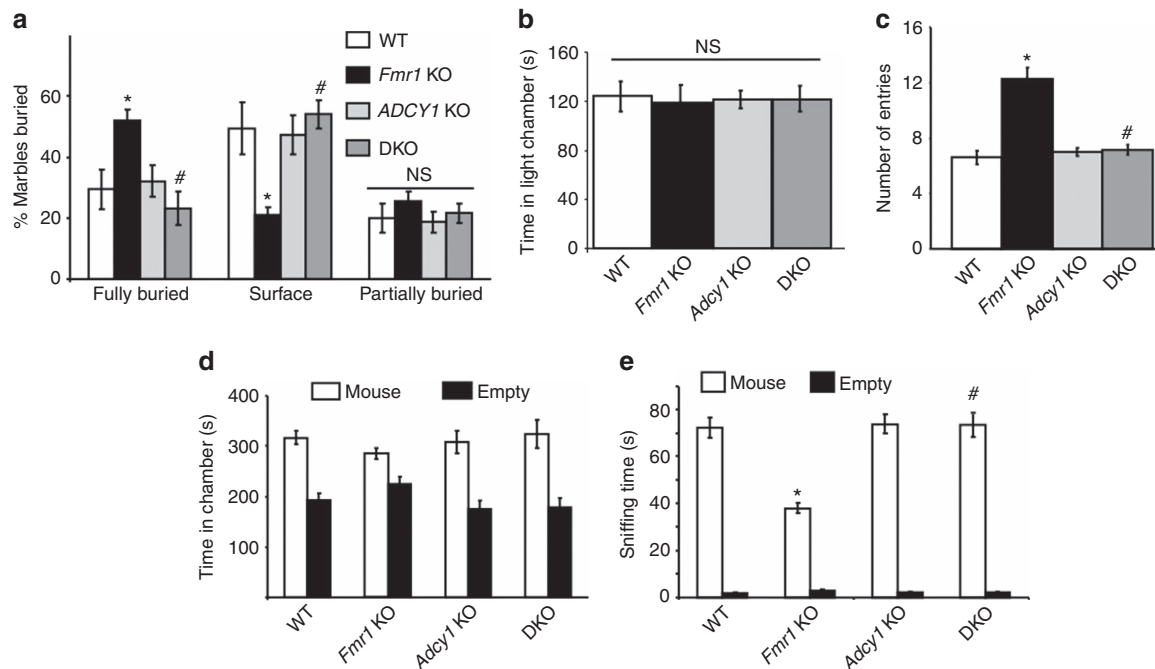 a
WT
Fmr1 KO
ADCY1 KO
DKO
% Marbles buried
60
40
20
0
*
#
*
#
NS
Fully buried
Surface
Partially buried
b
NS
Time in light chamber (s)
160
120
80
40
0
WT
Fmr1 KO
Adcy1 KO
DKO
c
Number of entries
16
12
8
4
0
*
#
WT
Fmr1 KO
Adcy1 KO
DKO
d
Mouse
Empty
Time in chamber (s)
400
300
200
100
WT
Fmr1 KO
Adcy1 KO
DKO
e
Mouse
Empty
Sniffing time (s)
80
60
40
20
0
*
#
WT
Fmr1 KO
Adcy1 KO
DKO